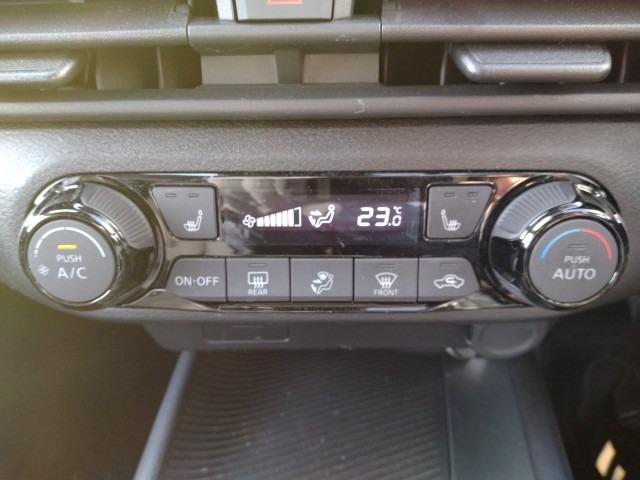 23.0°C
PUSH
A/C
PUSH
AUTO
ON·OFF
REAR
FRONT